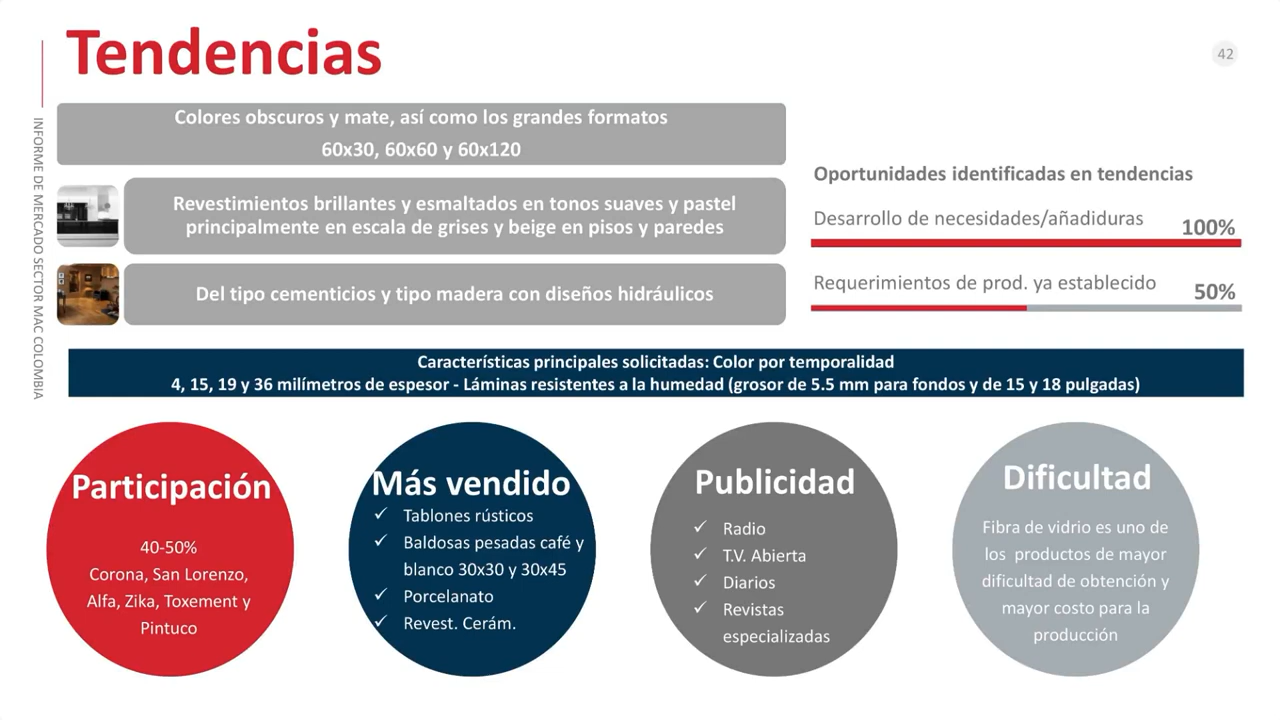 Tendencias
42
INFORME DE MERCADO SECTOR MAC COLOMBIA
Colores obscuros y mate, así como los grandes formatos
60x30, 60x60 y 60x120
Revestimientos brillantes y esmaltados en tonos suaves y pastel
principalmente en escala de grises y beige en pisos y paredes
Del tipo cementicios y tipo madera con diseños hidráulicos
Oportunidades identificadas en tendencias
Desarrollo de necesidades/añadiduras
100%
Requerimientos de prod. ya establecido
50%
Características principales solicitadas: Color por temporalidad
4, 15, 19 y 36 milímetros de espesor - Láminas resistentes a la humedad (grosor de 5.5 mm para fondos y de 15 y 18 pulgadas)
Participación
40-50%
Corona, San Lorenzo,
Alfa, Zika, Toxement y
Pintuco
Más vendido
✓ Tablones rústicos
✓ Baldosas pesadas café y
blanco 30x30 y 30x45
✓ Porcelanato
✓ Revest. Cerám.
Publicidad
✓ Radio
✓ T.V. Abierta
✓ Diarios
✓ Revistas
especializadas
Dificultad
Fibra de vidrio es uno de
los productos de mayor
dificultad de obtención y
mayor costo para la
producción